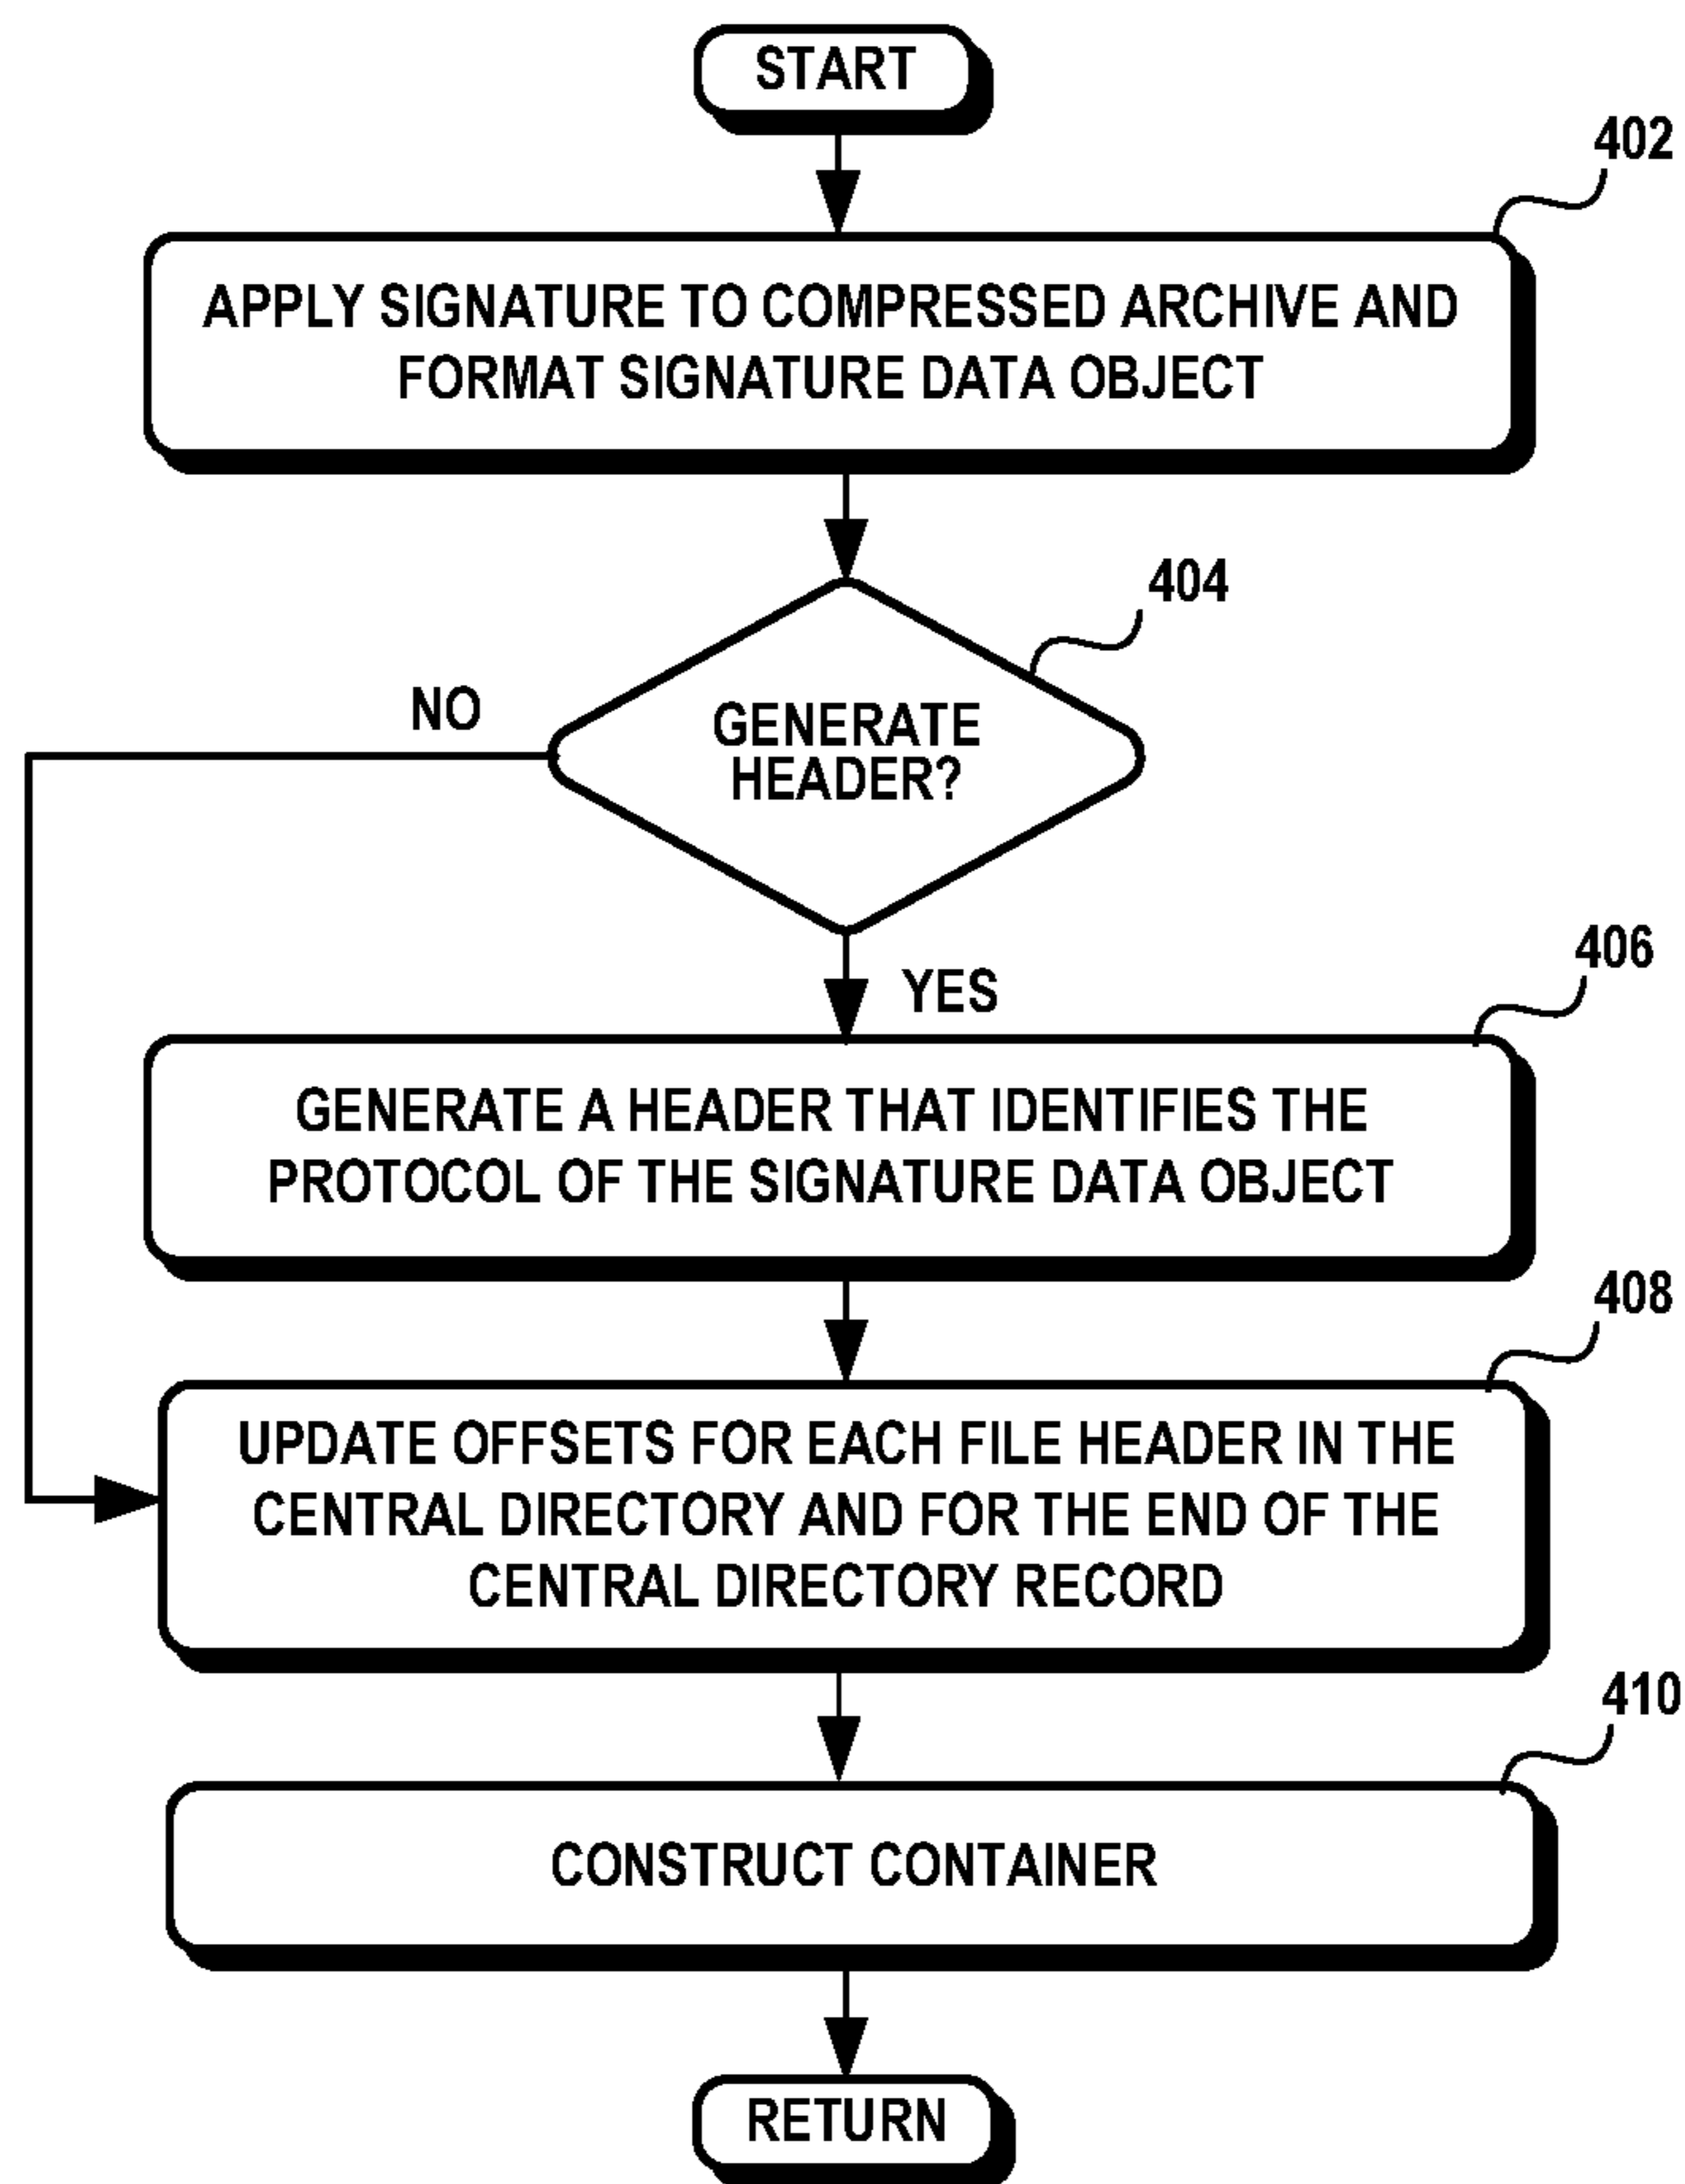 START
402
APPLY SIGNATURE TO COMPRESSED ARCHIVE AND
FORMAT SIGNATURE DATA OBJECT
404
NO
GENERATE
HEADER?
YES
406
GENERATE A HEADER THAT IDENTIFIES THE
PROTOCOL OF THE SIGNATURE DATA OBJECT
408
UPDATE OFFSETS FOR EACH FILE HEADER IN THE
CENTRAL DIRECTORY AND FOR THE END OF THE
CENTRAL DIRECTORY RECORD
410
CONSTRUCT CONTAINER
RETURN